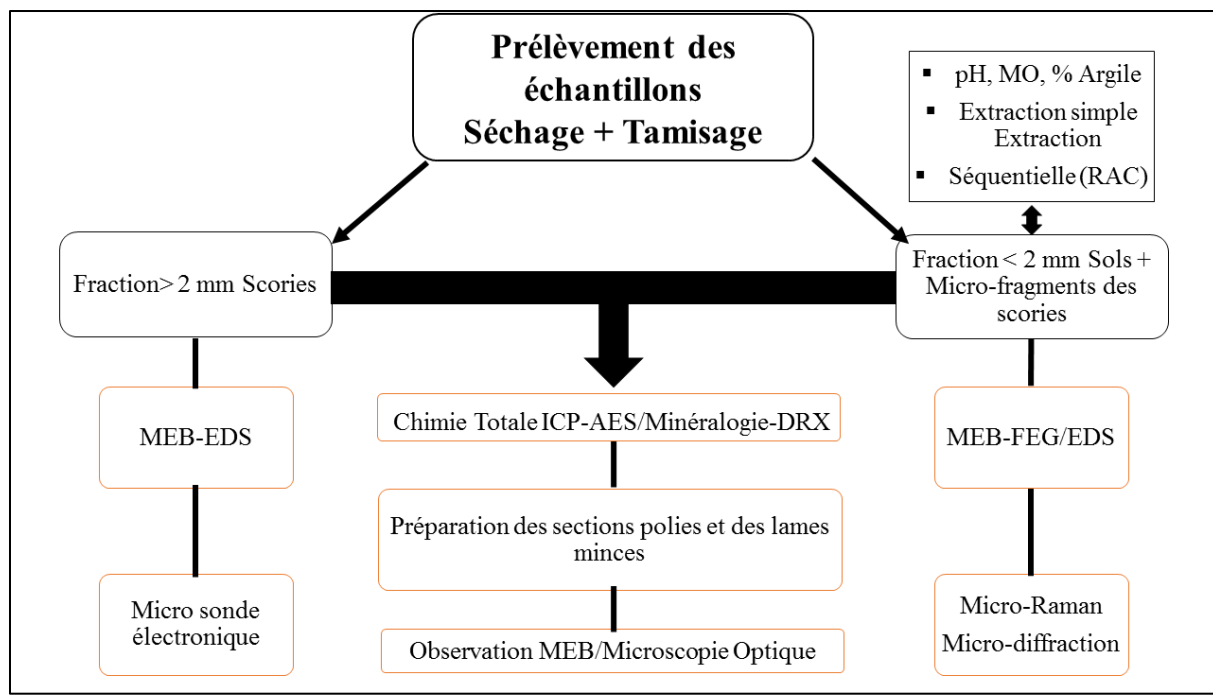 Prélèvement des
échantillons
Séchage + Tamisage
▪ pH, MO, % Argile
▪ Extraction simple
Extraction
▪ Séquentielle (RAC)
Fraction> 2 mm Scories
Fraction < 2 mm Sols +
Micro-fragments des
scories
MEB-EDS
Chimie Totale ICP-AES/Minéralogie-DRX
MEB-FEG/EDS
Préparation des sections polies et des lames
minces
Micro sonde
électronique
Observation MEB/Microscopie Optique
Micro-Raman
Micro-diffraction